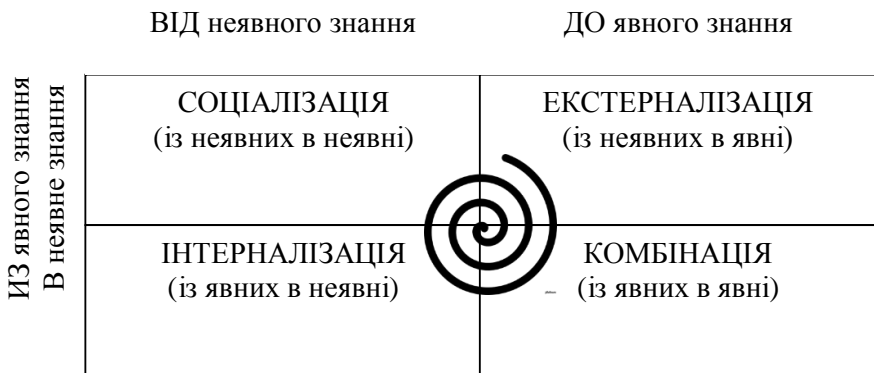 ВІД неявного знання
ДО явного знання
ИЗ явного знання
В неявне знання
СОЦІАЛІЗАЦІЯ
(із неявних в неявні)
ЕКСТЕРНАЛІЗАЦІЯ
(із неявних в явні)
ІНТЕРНАЛІЗАЦІЯ
(із явних в неявні)
КОМБІНАЦІЯ
(із явних в явні)